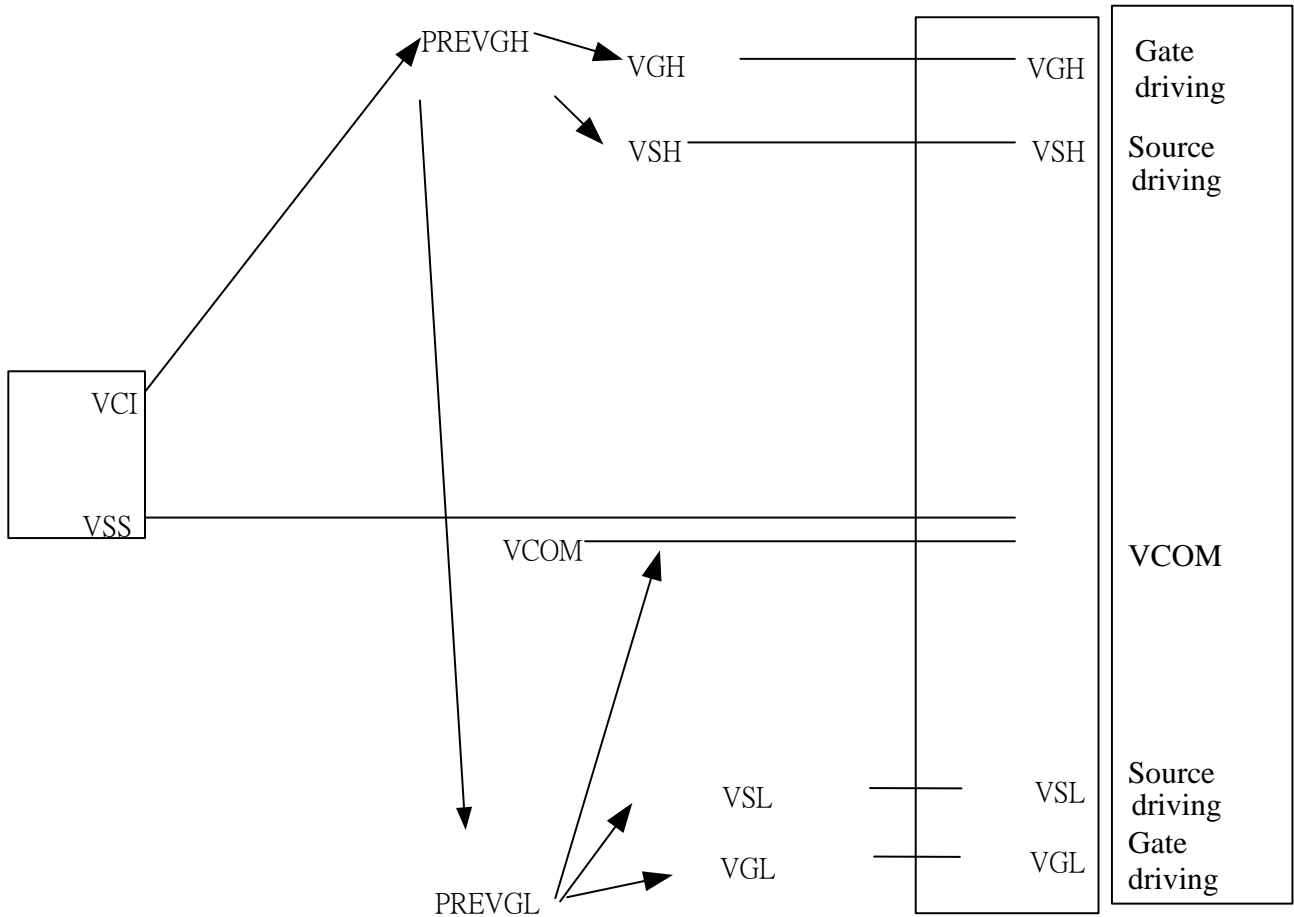 PREVGH
VGH
VGH
Gate
driving
VSH
VSH
Source
driving
VCI
VSS
VCOM
VCOM
VSL
VSL
Source
driving
VGL
VGL
Gate
driving
PREVGL